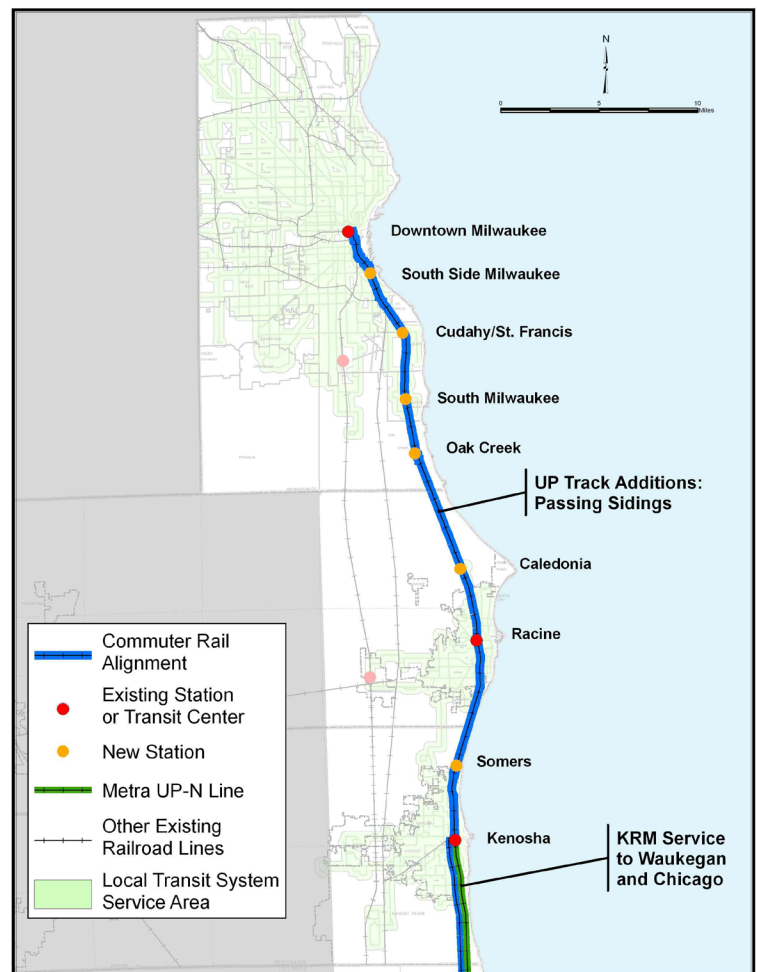 N
0
5
10
Miles
Downtown Milwaukee
South Side Milwaukee
Cudahy/St. Francis
South Milwaukee
Oak Creek
UP Track Additions:
Passing Sidings
Caledonia
Racine
Commuter Rail
Alignment
Existing Station
or Transit Center
New Station
Metra UP-N Line
Other Existing
Railroad Lines
Local Transit System
Service Area
Somers
Kenosha
KRM Service
to Waukegan
and Chicago